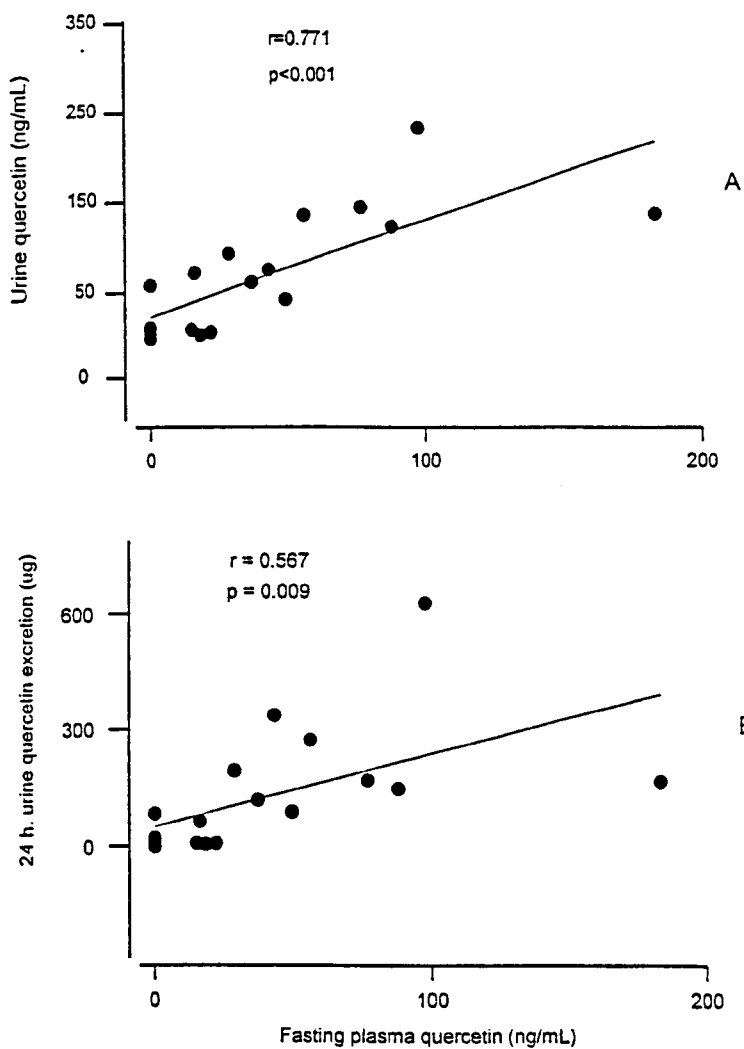 350
r=0.771
p<0.001
250
Urine quercetin (ng/mL)
A
150
50
0
0 100 200
r = 0.567
p = 0.009
600
24 h. urine quercetin excretion (ug)
300
0
0 100 200
Fasting plasma quercetin (ng/mL)